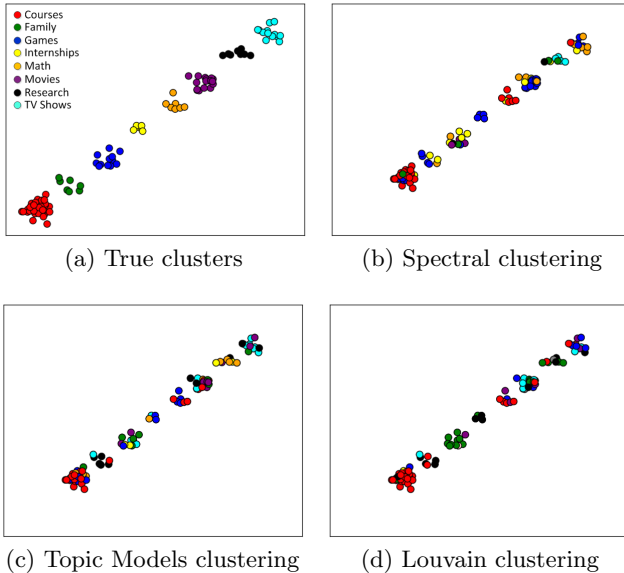 Courses
Family
Games
Internships
Math
Movies
Research
TV Shows
(a) True clusters
(b) Spectral clustering
(c) Topic Models clustering
(d) Louvain clustering